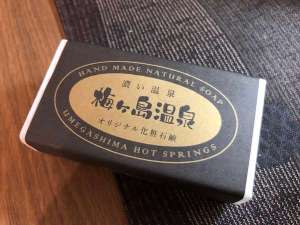 HAND MADE NATURAL SOAP
濃い温泉
梅ヶ島温泉
オリジナル化粧石鹸
UMEGASHIMA HOT SPRINGS